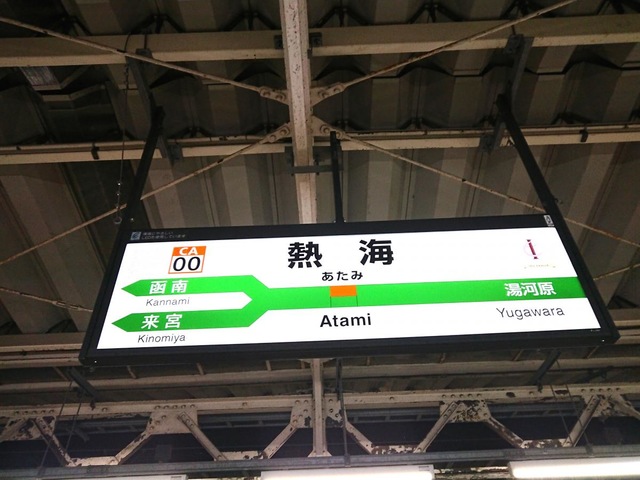 CA
00
熱海
あたみ
Atami
函南
Kannami
来宮
Kinomiya
湯河原
Yugawara